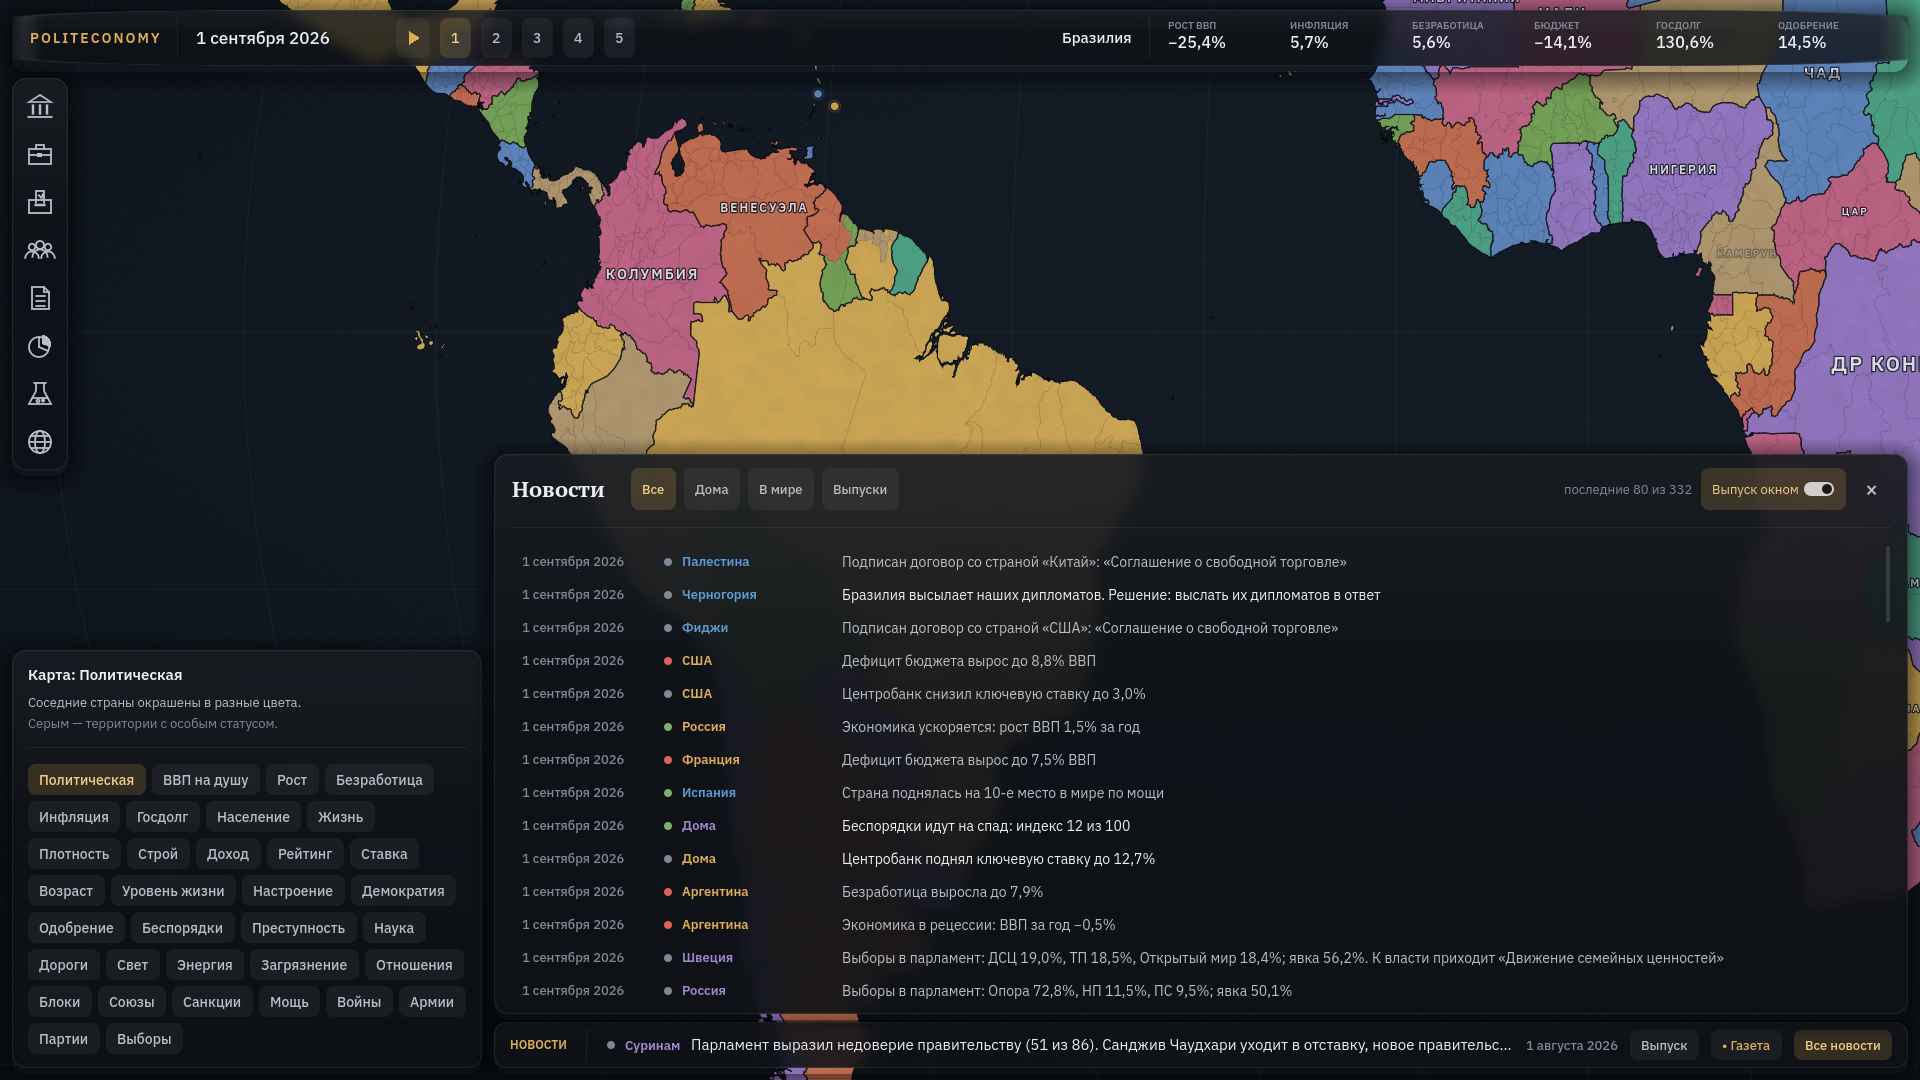 POLITECONOMY
1 сентября 2026
1 2 3 4 5
Бразилия
РОСТ ВВП
−25,4%
ИНФЛЯЦИЯ
5,7%
БЕЗРАБОТИЦА
5,6%
БЮДЖЕТ
−14,1%
ГОСДОЛГ
130,6%
ОДОБРЕНИЕ
14,5%
ЧАД
НИГЕРИЯ
ВЕНЕСУЭЛА
ЦАР
КАМЕРУН
КОЛУМБИЯ
ДР КОН
Новости
Все
Дома
В мире
Выпуски
последние 80 из 332
Выпуск окном
×
1 сентября 2026 Палестина Подписан договор со страной «Китай»: «Соглашение о свободной торговле»
1 сентября 2026 Черногория Бразилия высылает наших дипломатов. Решение: выслать их дипломатов в ответ
1 сентября 2026 Фиджи Подписан договор со страной «США»: «Соглашение о свободной торговле»
1 сентября 2026 США Дефицит бюджета вырос до 8,8% ВВП
1 сентября 2026 США Центробанк снизил ключевую ставку до 3,0%
1 сентября 2026 Россия Экономика ускоряется: рост ВВП 1,5% за год
1 сентября 2026 Франция Дефицит бюджета вырос до 7,5% ВВП
1 сентября 2026 Испания Страна поднялась на 10-е место в мире по мощи
1 сентября 2026 Дома Беспорядки идут на спад: индекс 12 из 100
1 сентября 2026 Дома Центробанк поднял ключевую ставку до 12,7%
1 сентября 2026 Аргентина Безработица выросла до 7,9%
1 сентября 2026 Аргентина Экономика в рецессии: ВВП за год −0,5%
1 сентября 2026 Швеция Выборы в парламент: ДСЦ 19,0%, ТП 18,5%, Открытый мир 18,4%; явка 56,2%. К власти приходит «Движение семейных ценностей»
1 сентября 2026 Россия Выборы в парламент: Опора 72,8%, НП 11,5%, ПС 9,5%; явка 50,1%
Карта: Политическая
Соседние страны окрашены в разные цвета.
Серым — территории с особым статусом.
Политическая ВВП на душу Рост Безработица
Инфляция Госдолг Население Жизнь
Плотность Строй Доход Рейтинг Ставка
Возраст Уровень жизни Настроение Демократия
Одобрение Беспорядки Преступность Наука
Дороги Свет Энергия Загрязнение Отношения
Блоки Союзы Санкции Мощь Войны Армии
Партии Выборы
НОВОСТИ
Суринам Парламент выразил недоверие правительству (51 из 86). Санджив Чаудхари уходит в отставку, новое правительс... 1 августа 2026
Выпуск
• Газета
Все новости